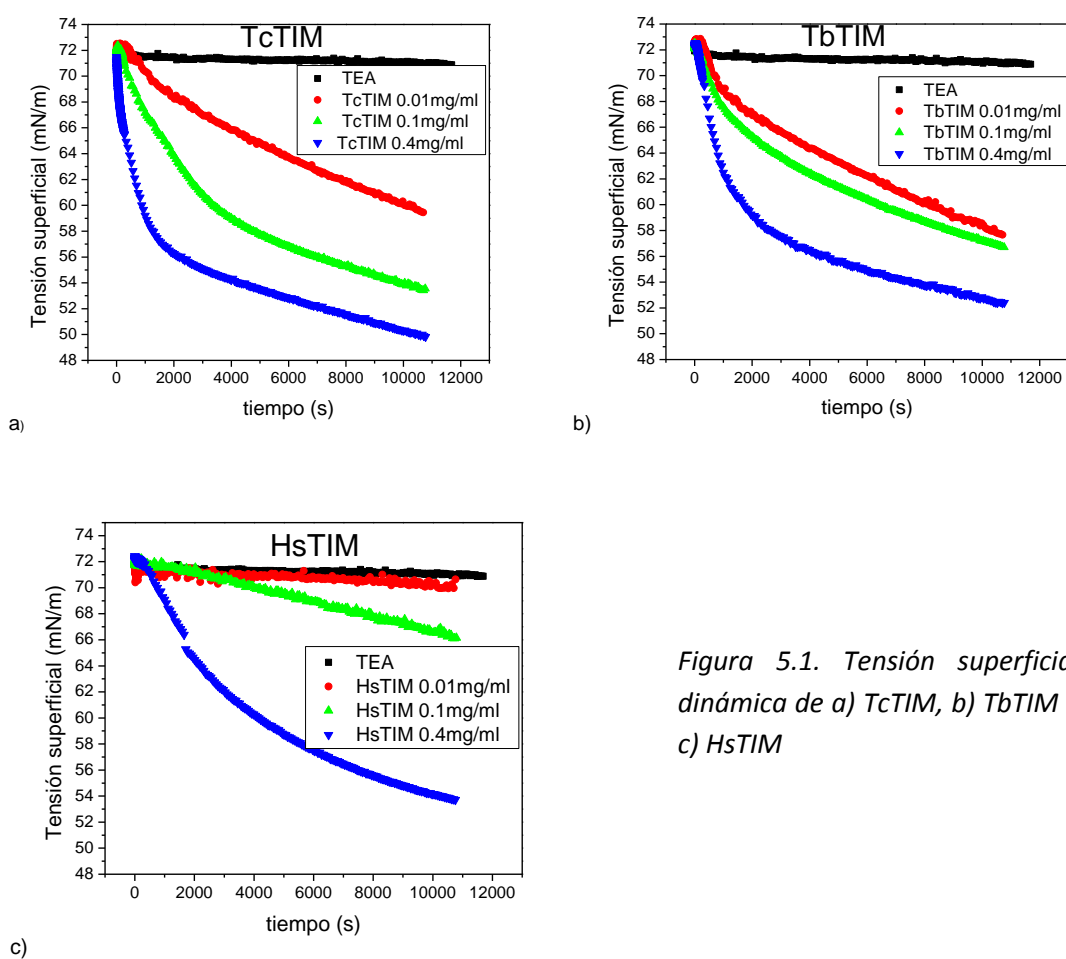 TcTIM
74
72
70
68
66
64
62
60
58
56
54
52
50
48
Tensión superficial (mN/m)
TEA
TcTIM 0.01mg/ml
TcTIM 0.1mg/ml
TcTIM 0.4mg/ml
0 2000 4000 6000 8000 10000 12000
tiempo (s)
a)
TbTIM
74
72
70
68
66
64
62
60
58
56
54
52
50
48
Tensión superficial (mN/m)
TEA
TbTIM 0.01mg/ml
TbTIM 0.1mg/ml
TbTIM 0.4mg/ml
0 2000 4000 6000 8000 10000 12000
tiempo (s)
b)
HsTIM
74
72
70
68
66
64
62
60
58
56
54
52
50
48
Tensión superficial (mN/m)
TEA
HsTIM 0.01mg/ml
HsTIM 0.1mg/ml
HsTIM 0.4mg/ml
0 2000 4000 6000 8000 10000 12000
tiempo (s)
c)
Figura 5.1. Tensión superficia
dinámica de a) TcTIM, b) TbTIM
c) HsTIM